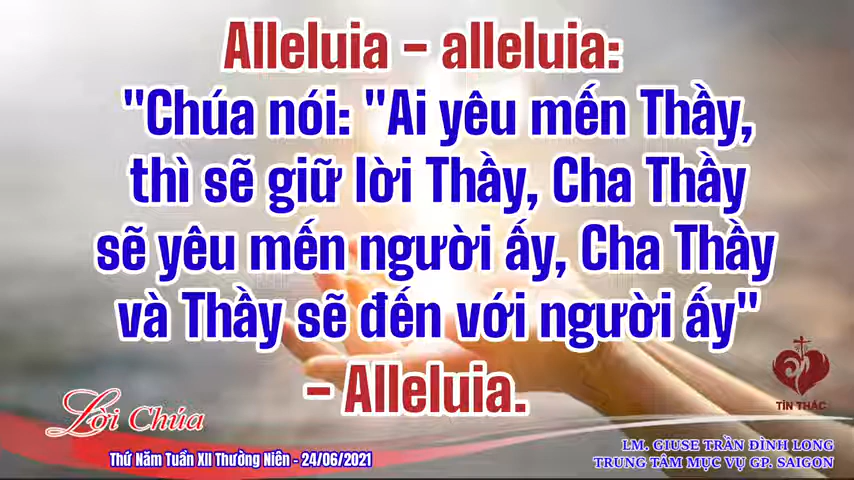 Alleluia - alleluia:
"Chúa nói: "Ai yêu mến Thầy,
thì sẽ giữ lời Thầy, Cha Thầy
sẽ yêu mến người ấy, Cha Thầy
và Thầy sẽ đến với người ấy"
- Alleluia.
TÍN THÁC
Lời Chúa
Thứ Năm Tuần XII Thường Niên - 24/06/2021
LM. GIUSE TRẦN ĐÌNH LONG
TRUNG TÂM MỤC VỤ GP. SAIGON